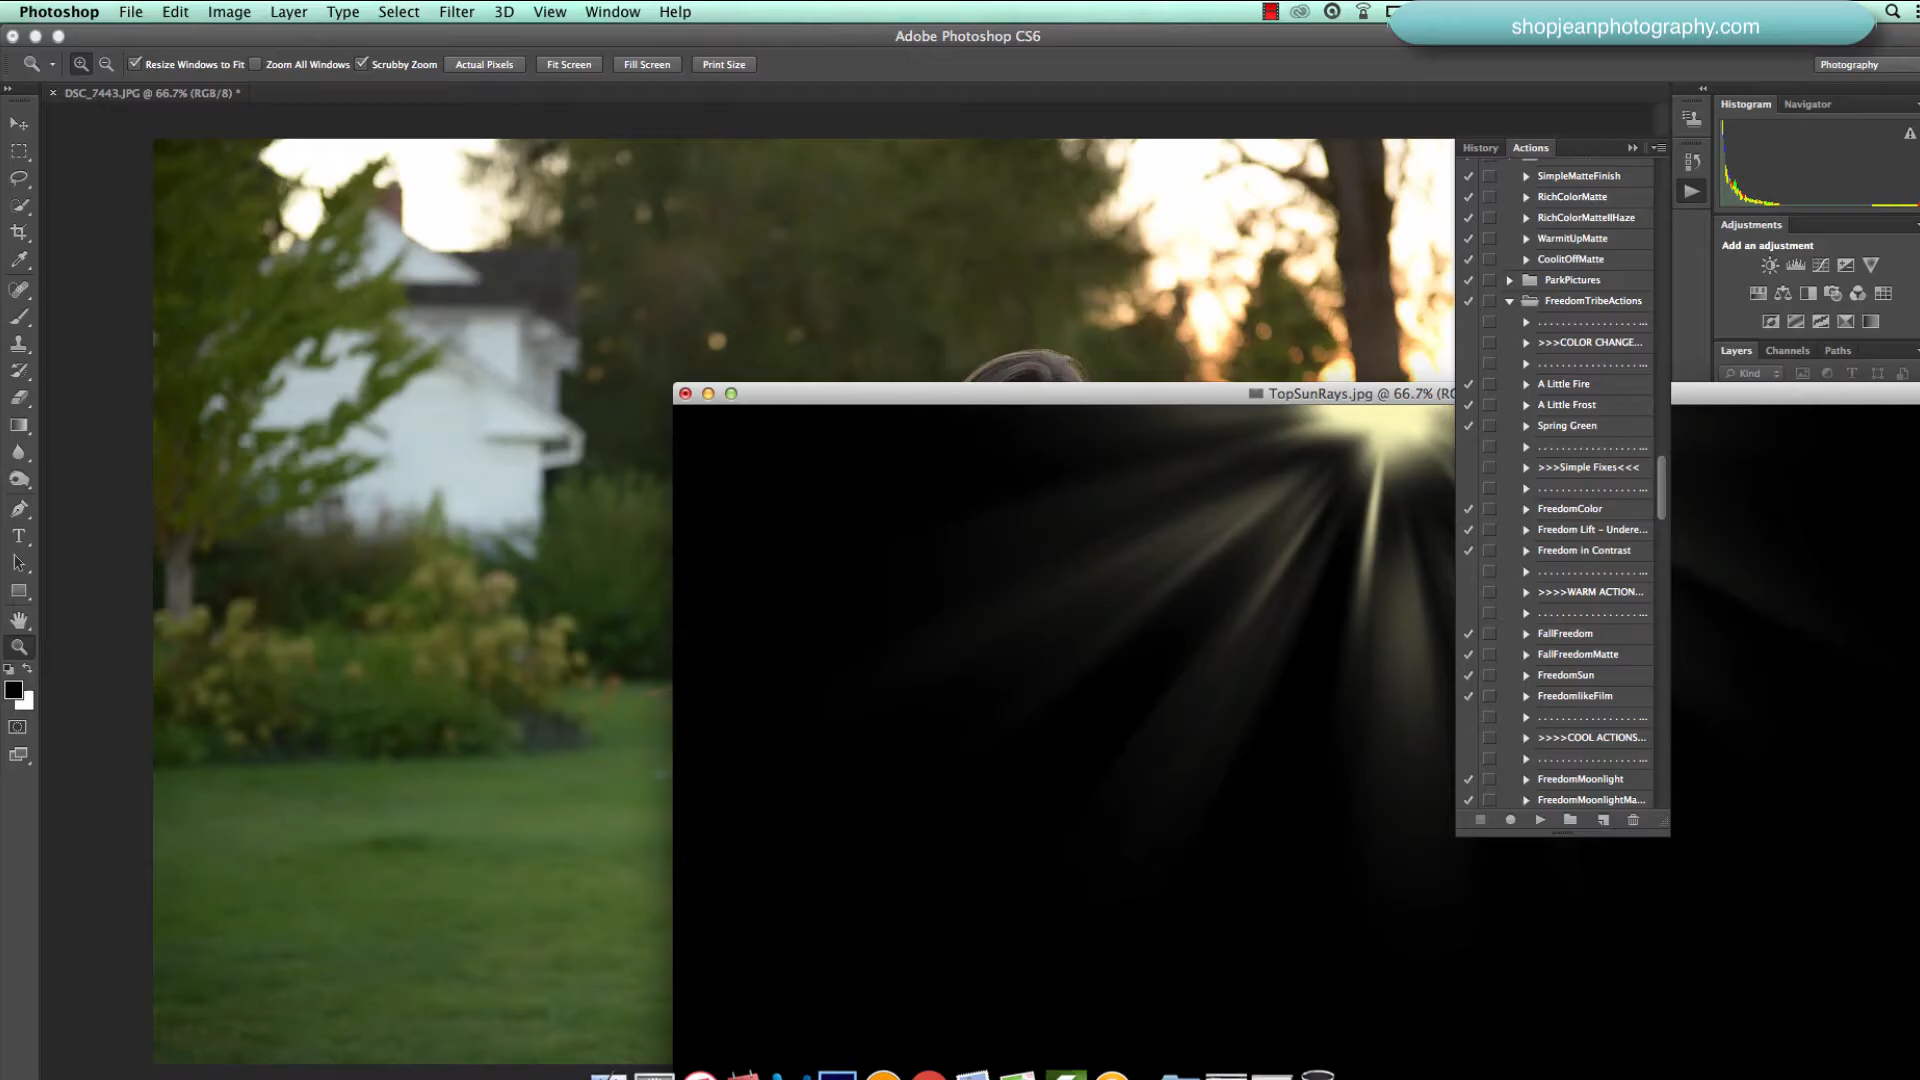 Photoshop File Edit Image Layer Type Select Filter 3D View Window Help
shopjeanphotography.com
Adobe Photoshop CS6
Resize Windows to Fit Zoom All Windows Scrubby Zoom Actual Pixels Fit Screen Fill Screen Print Size Photography
DSC_7443.JPG @ 66.7% (RGB/8) *
Histogram Navigator
History Actions
SimpleMatteFinish
RichColorMatte
RichColorMatteIIHaze
WarmitUpMatte
CoolitOffMatte
ParkPictures
FreedomTribeActions
. . . . . . . . . . . . . . . . . ...
>>>COLOR CHANGE...
A Little Fire
A Little Frost
Spring Green
. . . . . . . . . . . . . . . . . ...
>>>Simple Fixes<<<
. . . . . . . . . . . . . . . . . ...
FreedomColor
Freedom Lift - Undere...
Freedom in Contrast
. . . . . . . . . . . . . . . . . ...
>>>>WARM ACTION...
. . . . . . . . . . . . . . . . . ...
FallFreedom
FallFreedomMatte
FreedomSun
FreedomlikeFilm
. . . . . . . . . . . . . . . . . ...
>>>>COOL ACTIONS...
. . . . . . . . . . . . . . . . . ...
FreedomMoonlight
FreedomMoonlightMa...
Adjustments
Add an adjustment
Layers Channels Paths
Kind
TopSunRays.jpg @ 66.7% (RG